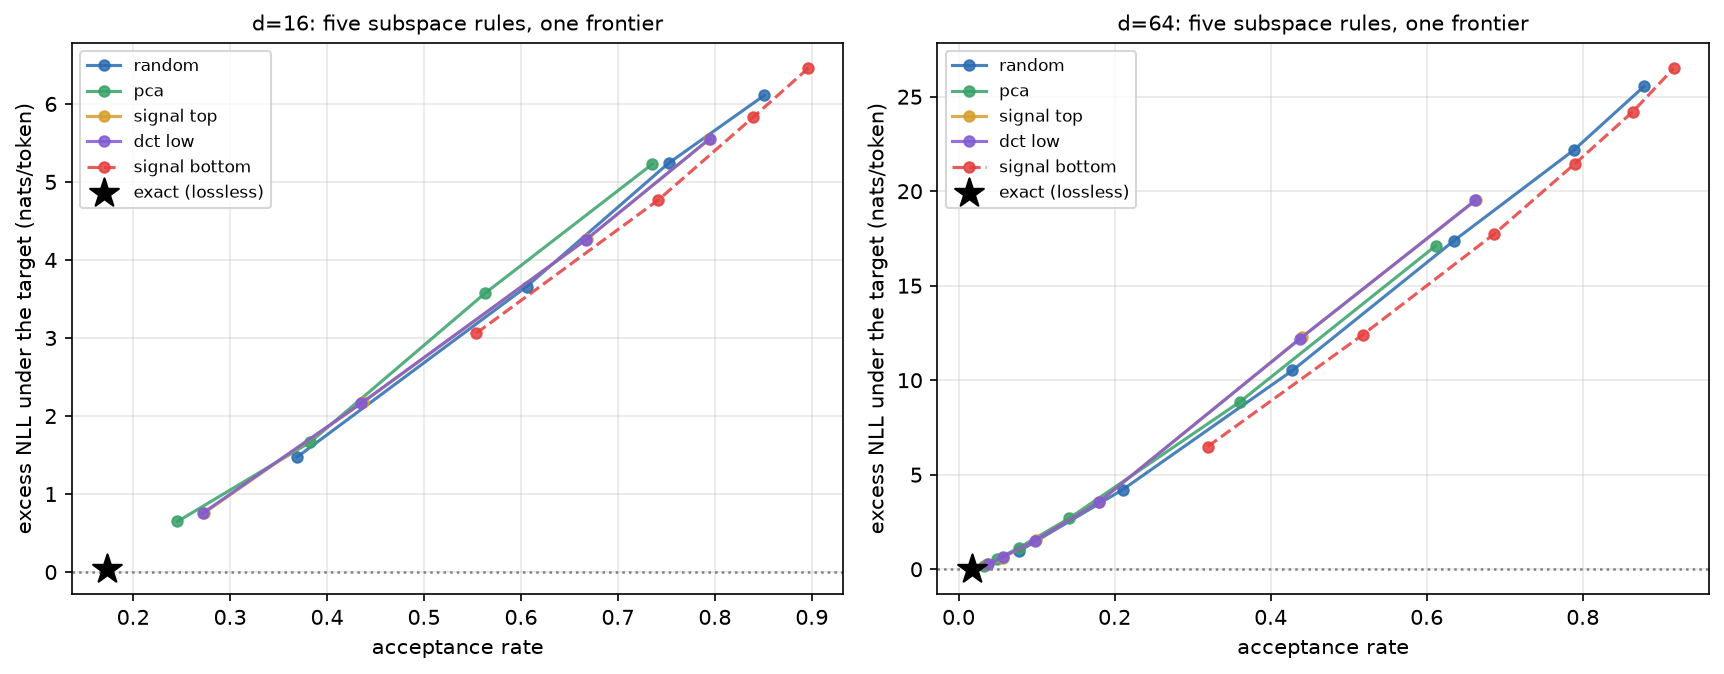 d=16: five subspace rules, one frontier
random
pca
signal top
dct low
signal bottom
exact (lossless)
excess NLL under the target (nats/token)
6
5
4
3
2
1
0
0.2 0.3 0.4 0.5 0.6 0.7 0.8 0.9
acceptance rate
d=64: five subspace rules, one frontier
random
pca
signal top
dct low
signal bottom
exact (lossless)
excess NLL under the target (nats/token)
25
20
15
10
5
0
0.0 0.2 0.4 0.6 0.8
acceptance rate